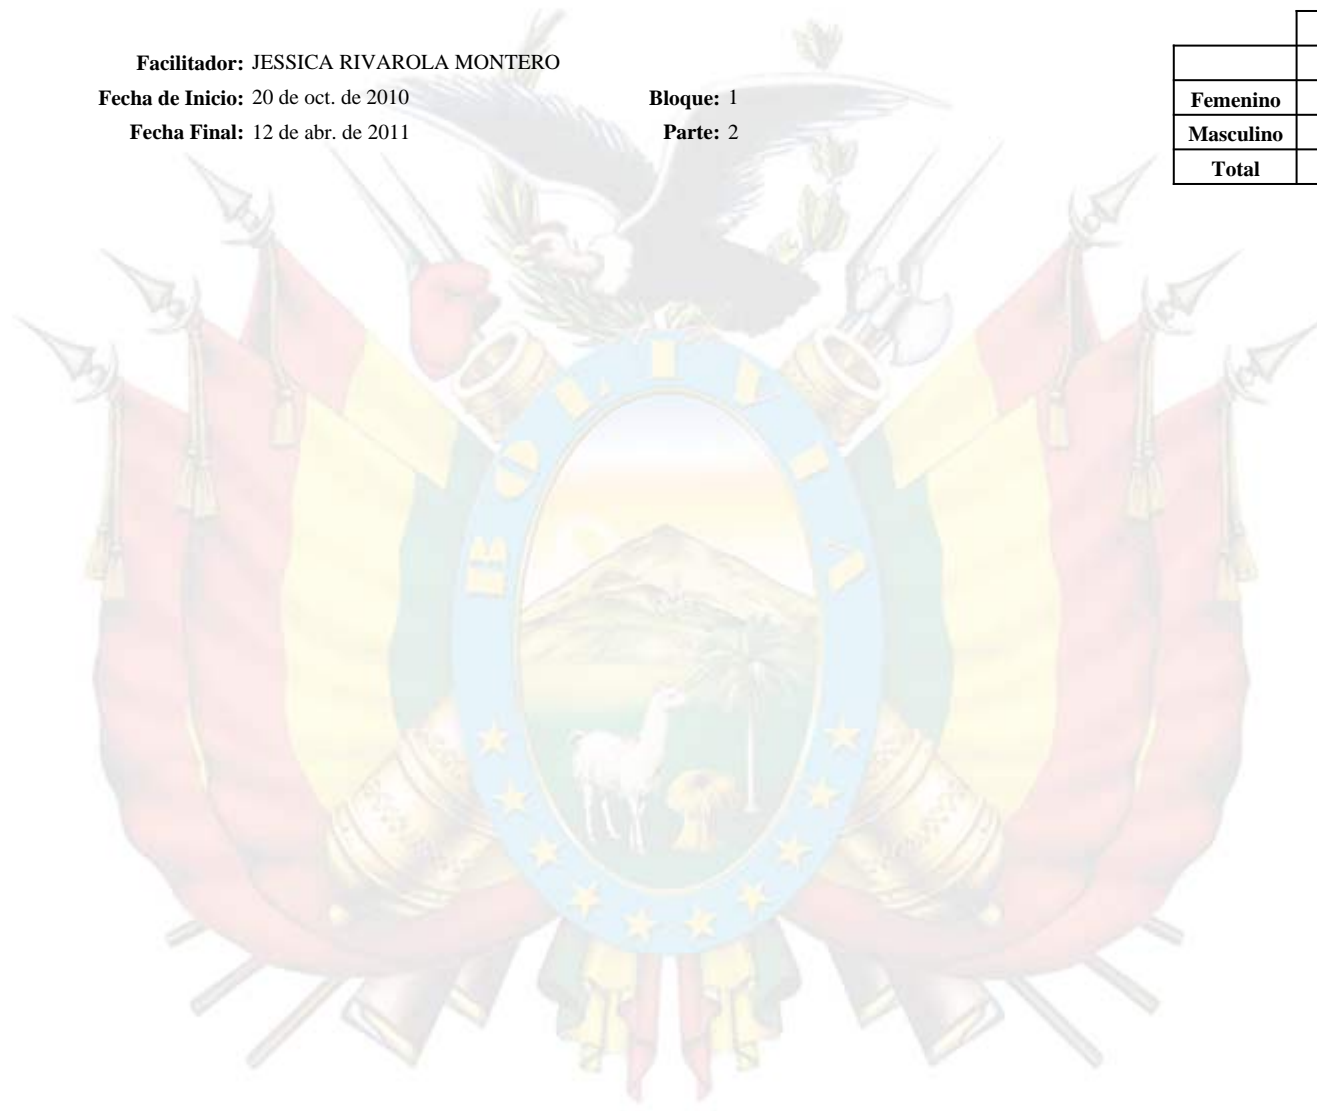 Facilitador: JESSICA RIVAROLA MONTERO
Fecha de Inicio: 20 de oct. de 2010 Bloque: 1
Fecha Final: 12 de abr. de 2011 Parte: 2
Femenino
Masculino
Total
BOLIVIA